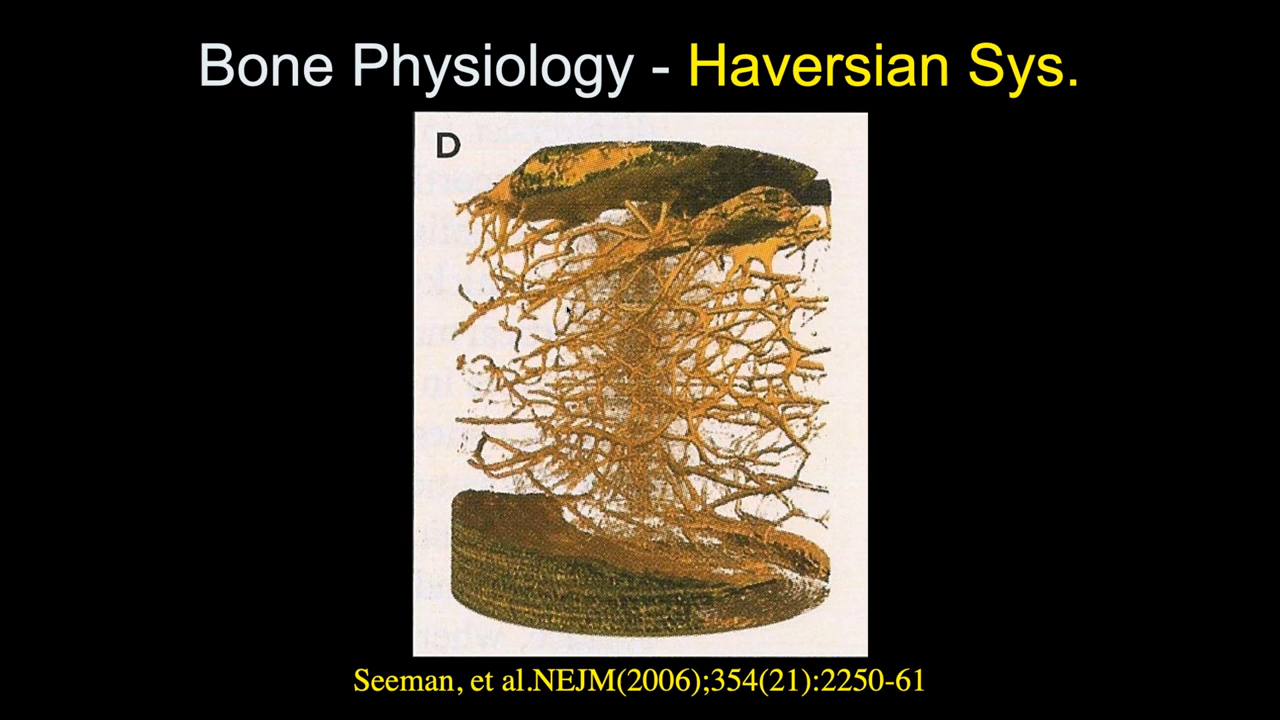 Bone Physiology - Haversian Sys.
D
Seeman, et al.NEJM(2006);354(21):2250-61